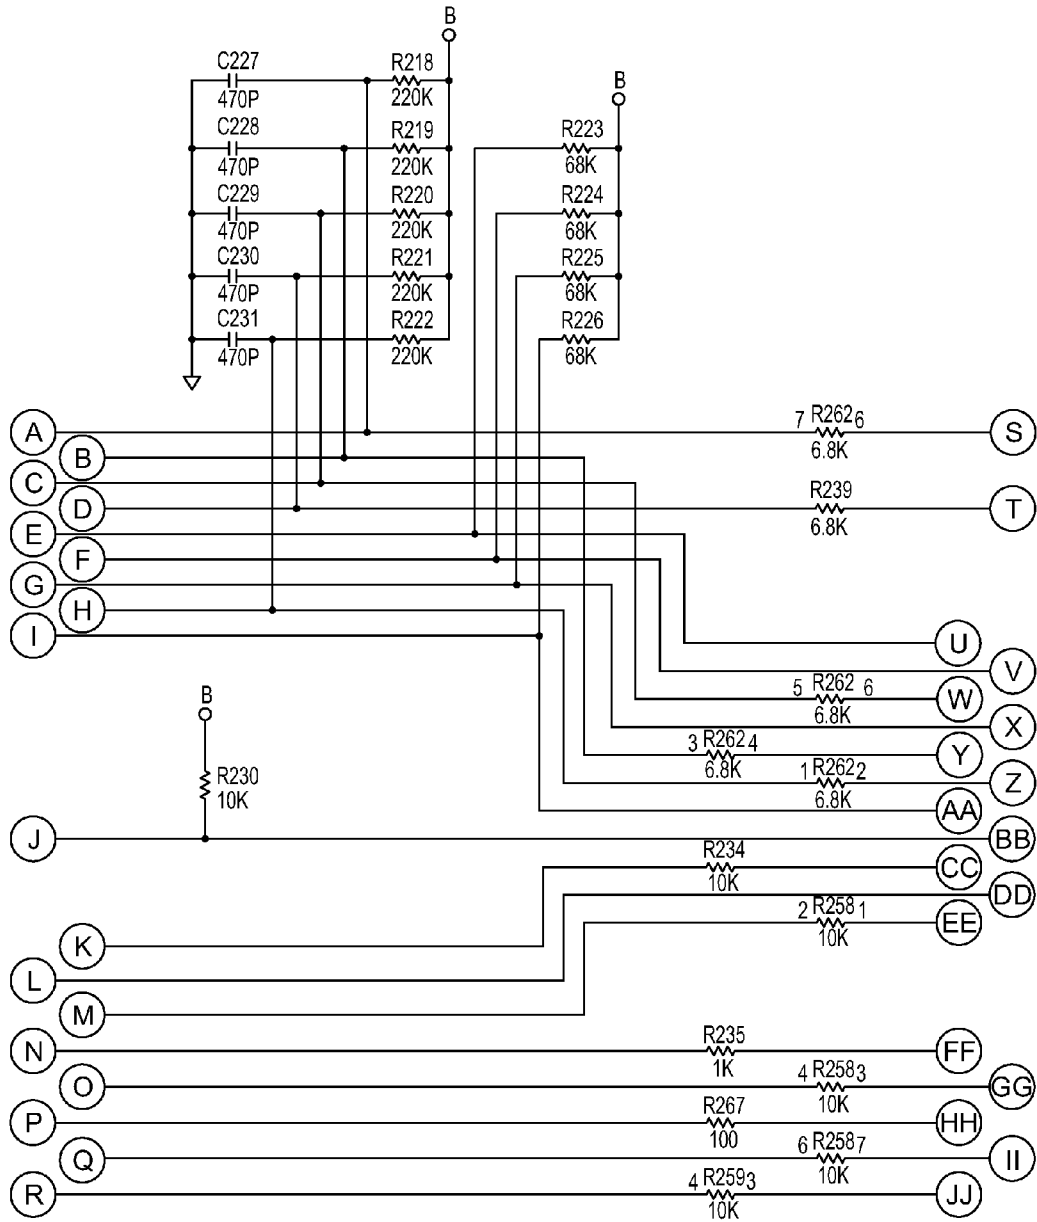 B
C227
R218
470P
220K
B
C228
R219
R223
470P
220K
68K
C229
R220
R224
470P
220K
68K
C230
R221
R225
470P
220K
68K
C231
R222
R226
470P
220K
68K
7 R262 6
A
S
6.8K
B
C
R239
D
T
6.8K
E
F
G
H
I
U
V
5 R262 6
B
W
6.8K
X
3 R262 4
Y
6.8K
1 R262 2
R230
Z
10K
6.8K
AA
J
BB
R234
CC
10K
DD
2 R258 1
EE
10K
K
L
M
R235
N
FF
1K
4 R258 3
O
GG
10K
R267
P
HH
100
6 R258 7
Q
II
10K
4 R259 3
R
JJ
10K